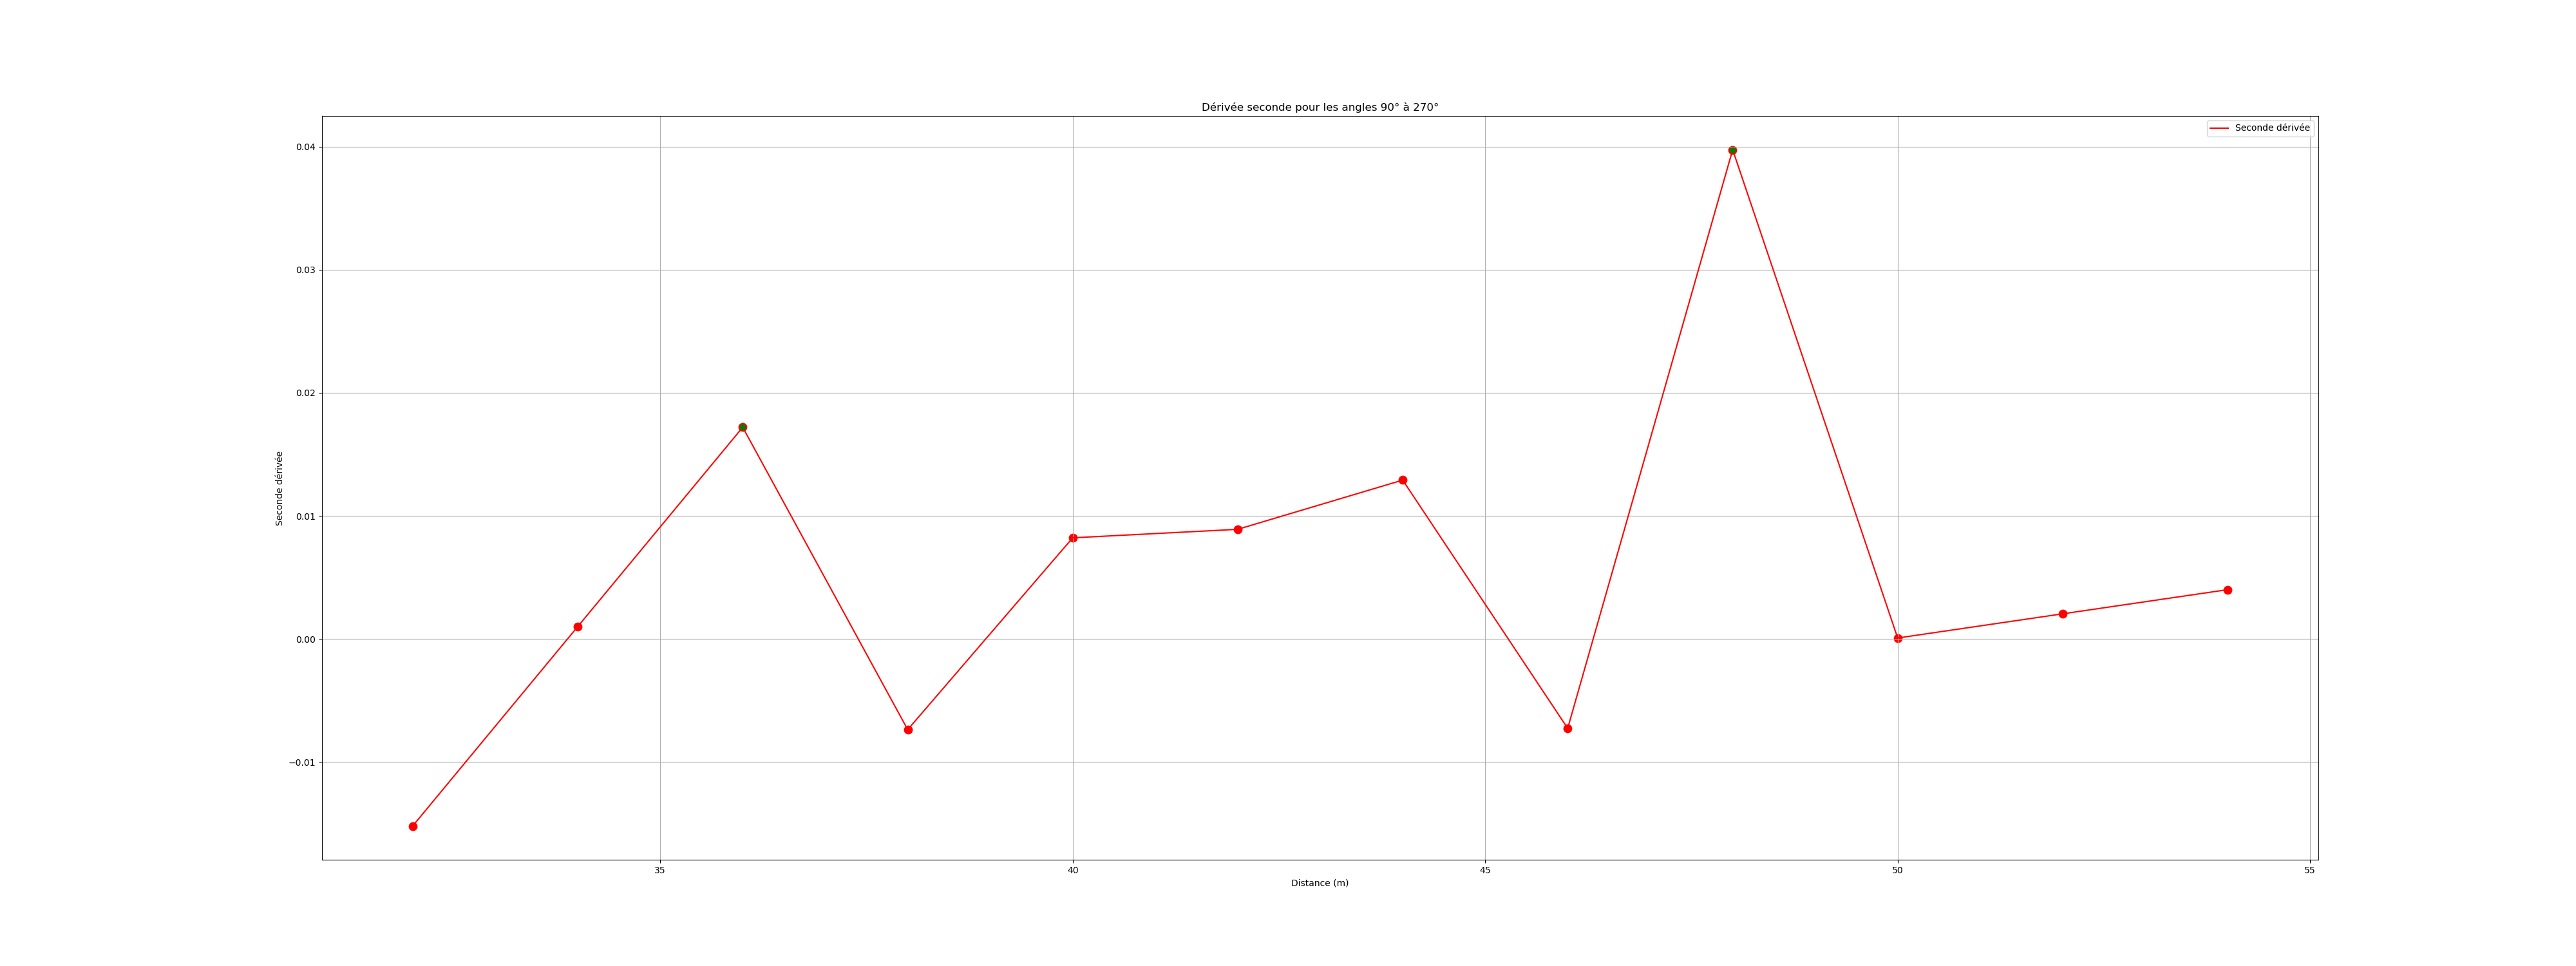 Dérivée seconde pour les angles 90° à 270°
Seconde dérivée
0.04
0.03
0.02
0.01
0.00
−0.01
Seconde dérivée
35
40
45
50
55
Distance (m)